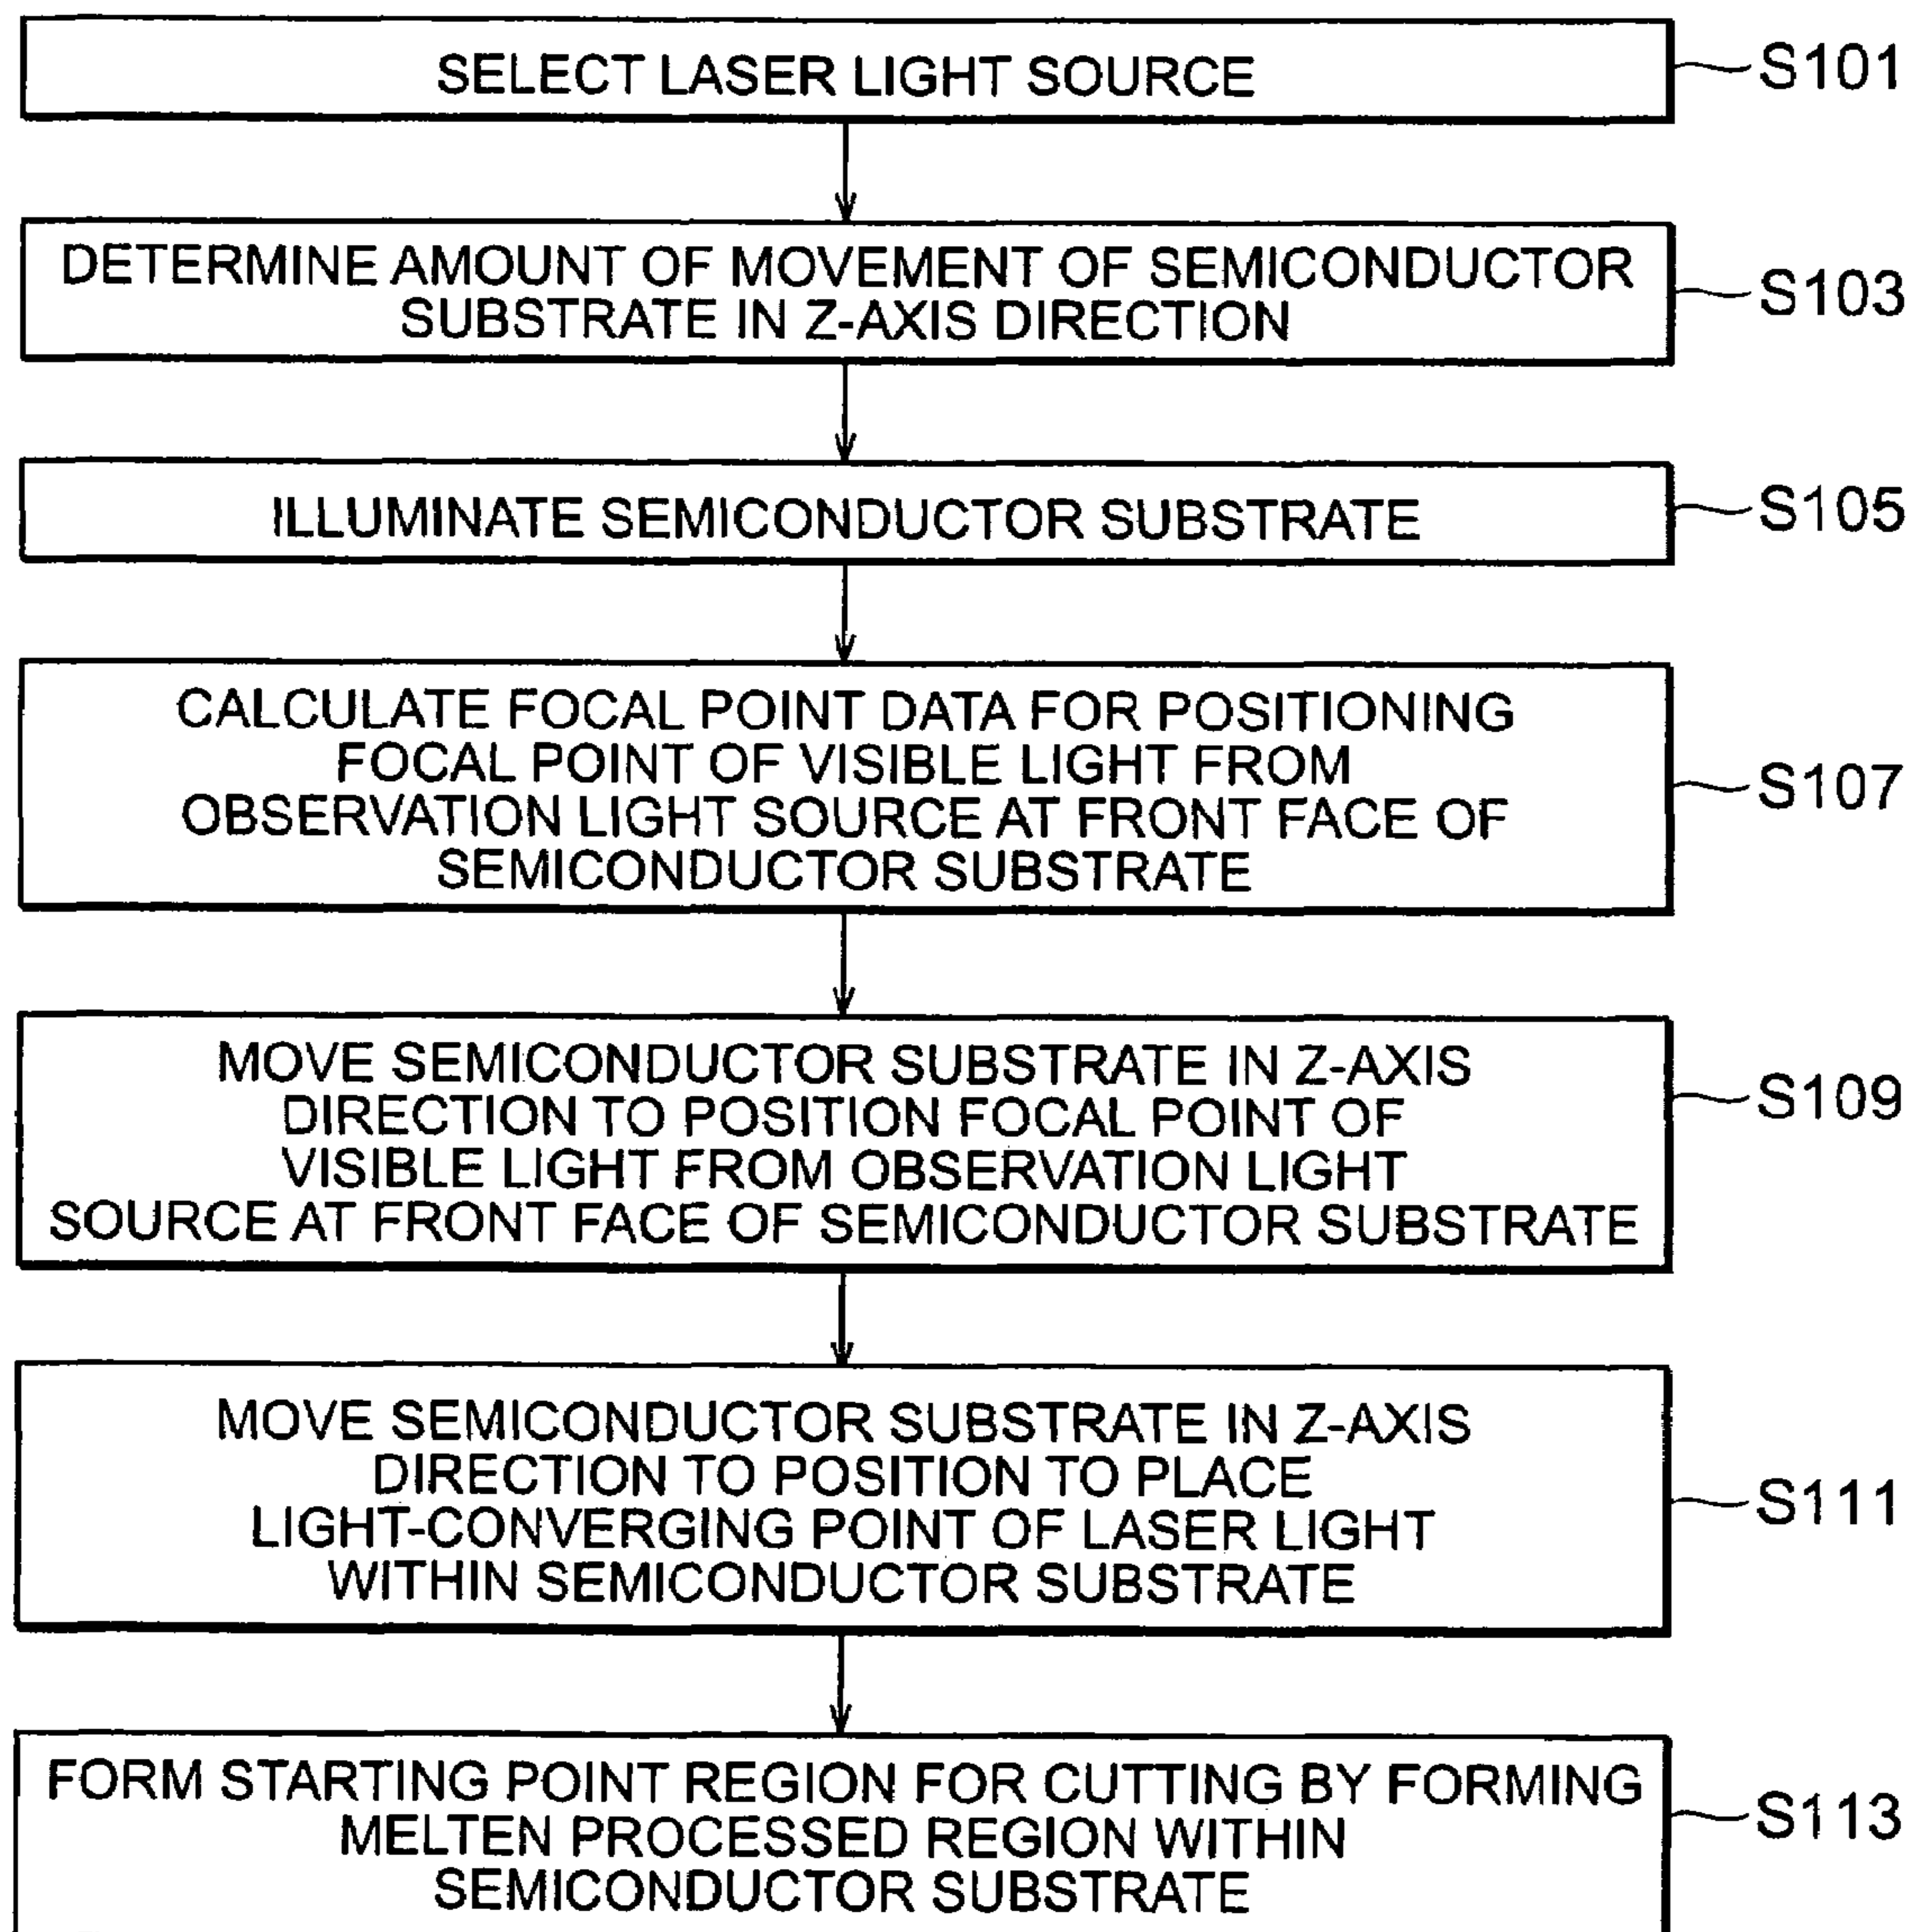 SELECT LASER LIGHT SOURCE
S101
DETERMINE AMOUNT OF MOVEMENT OF SEMICONDUCTOR
SUBSTRATE IN Z-AXIS DIRECTION
S103
ILLUMINATE SEMICONDUCTOR SUBSTRATE
S105
CALCULATE FOCAL POINT DATA FOR POSITIONING
FOCAL POINT OF VISIBLE LIGHT FROM
OBSERVATION LIGHT SOURCE AT FRONT FACE OF
SEMICONDUCTOR SUBSTRATE
S107
MOVE SEMICONDUCTOR SUBSTRATE IN Z-AXIS
DIRECTION TO POSITION FOCAL POINT OF
VISIBLE LIGHT FROM OBSERVATION LIGHT
SOURCE AT FRONT FACE OF SEMICONDUCTOR SUBSTRATE
S109
MOVE SEMICONDUCTOR SUBSTRATE IN Z-AXIS
DIRECTION TO POSITION TO PLACE
LIGHT-CONVERGING POINT OF LASER LIGHT
WITHIN SEMICONDUCTOR SUBSTRATE
S111
FORM STARTING POINT REGION FOR CUTTING BY FORMING
MELTEN PROCESSED REGION WITHIN
SEMICONDUCTOR SUBSTRATE
S113